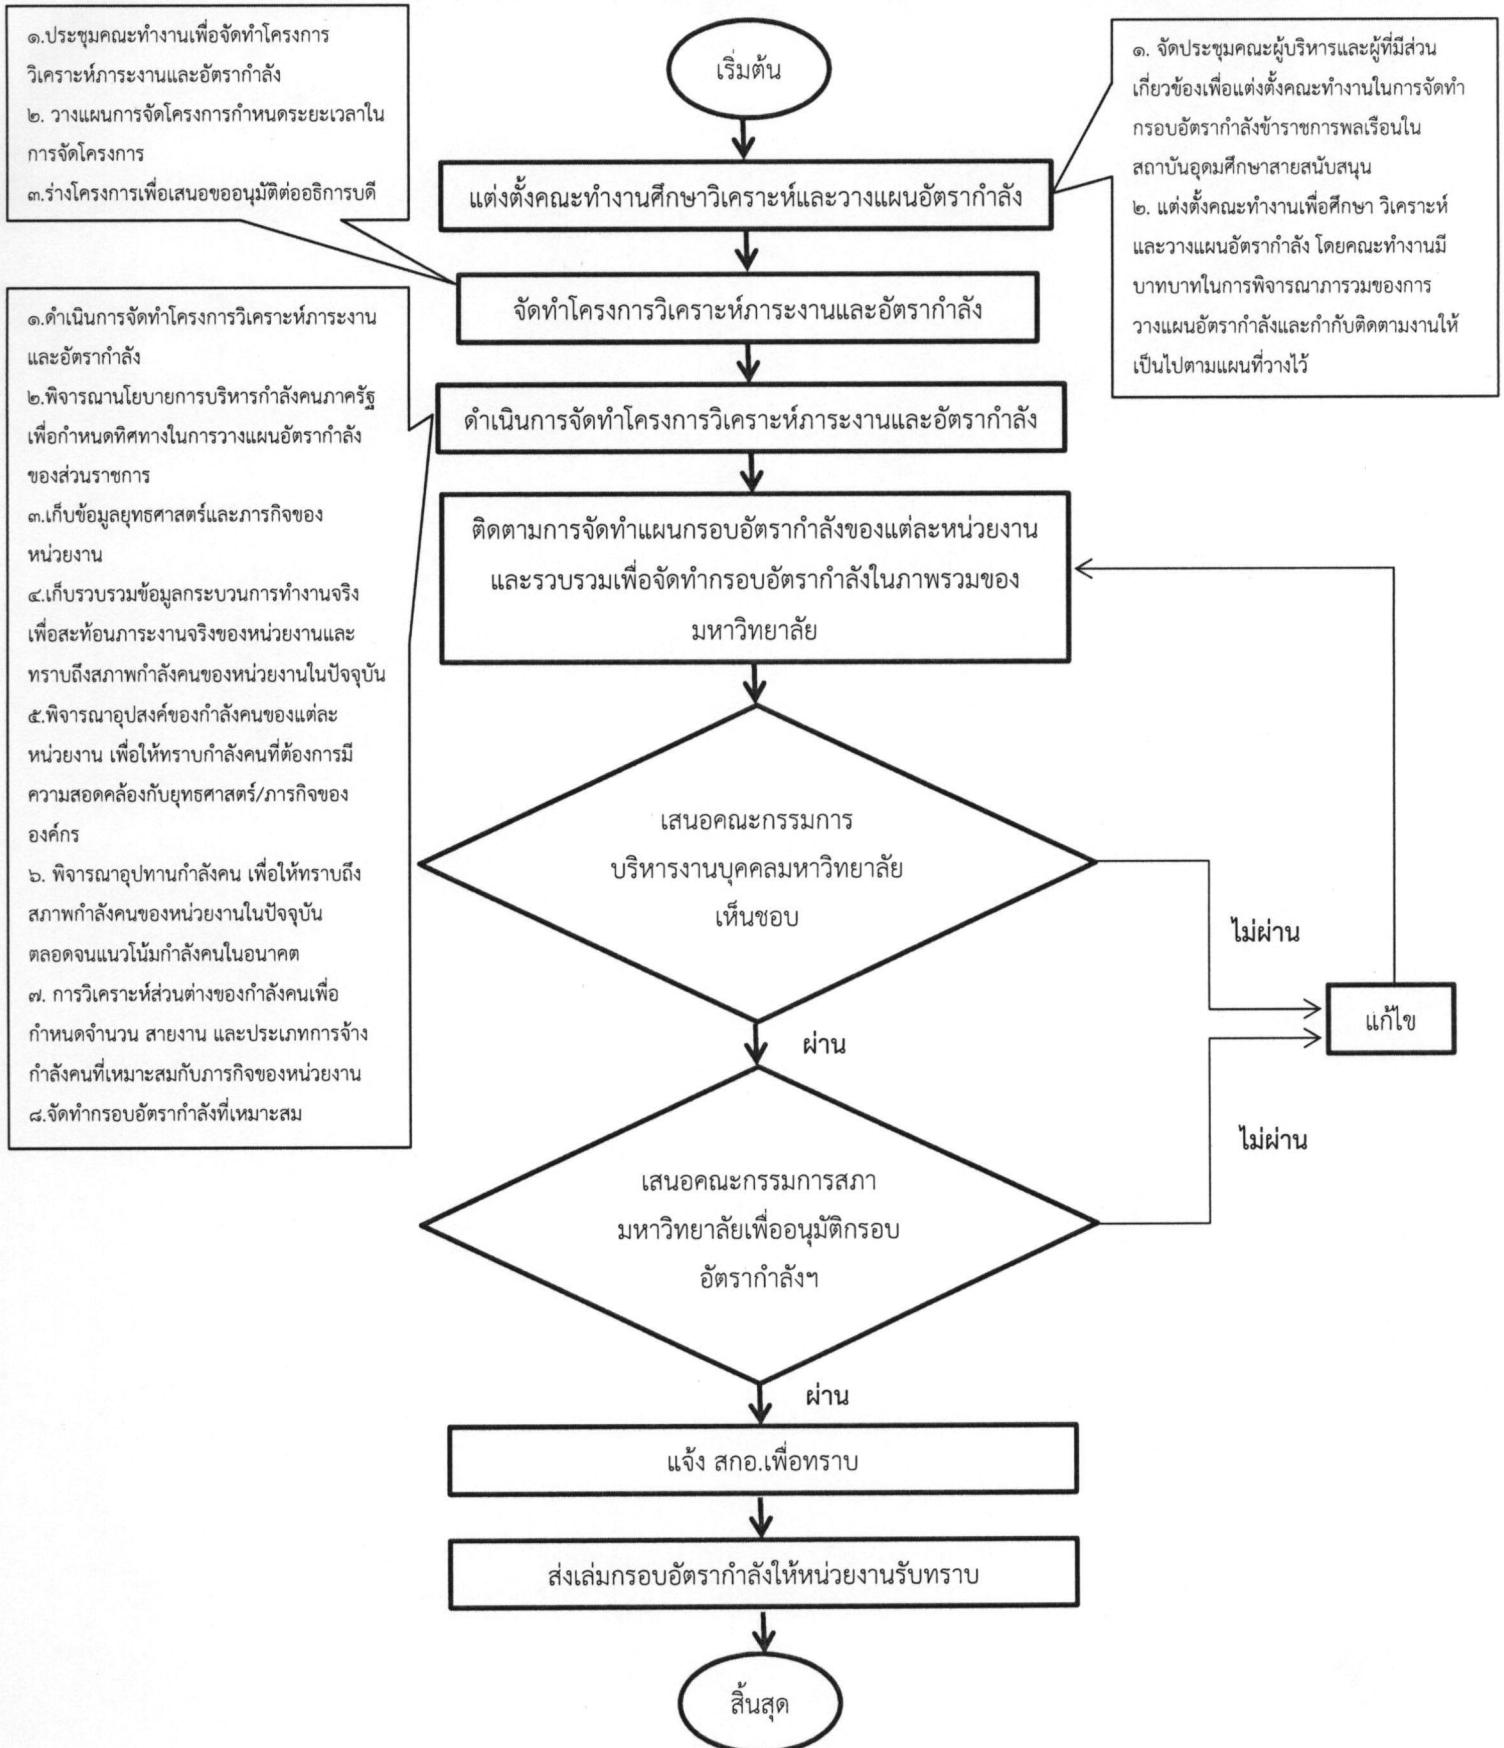 ๑.ประชุมคณะทำงานเพื่อจัดทำโครงการ
วิเคราะห์ภาระงานและอัตรากำลัง
๒. วางแผนการจัดโครงการกำหนดระยะเวลาใน
การจัดโครงการ
๓.ร่างโครงการเพื่อเสนอขออนุมัติต่ออธิการบดี
เริ่มต้น
๑. จัดประชุมคณะผู้บริหารและผู้ที่มีส่วน
เกี่ยวข้องเพื่อแต่งตั้งคณะทำงานในการจัดทำ
กรอบอัตรากำลังข้าราชการพลเรือนใน
สถาบันอุดมศึกษาสายสนับสนุน
๒. แต่งตั้งคณะทำงานเพื่อศึกษา วิเคราะห์
และวางแผนอัตรากำลัง โดยคณะทำงานมี
บาทบาทในการพิจารณาภารวมของการ
วางแผนอัตรากำลังและกำกับติดตามงานให้
เป็นไปตามแผนที่วางไว้
แต่งตั้งคณะทำงานศึกษาวิเคราะห์และวางแผนอัตรากำลัง
จัดทำโครงการวิเคราะห์ภาระงานและอัตรากำลัง
๑.ดำเนินการจัดทำโครงการวิเคราะห์ภาระงาน
และอัตรากำลัง
๒.พิจารณานโยบายการบริหารกำลังคนภาครัฐ
เพื่อกำหนดทิศทางในการวางแผนอัตรากำลัง
ของส่วนราชการ
๓.เก็บข้อมูลยุทธศาสตร์และภารกิจของ
หน่วยงาน
๔.เก็บรวบรวมข้อมูลกระบวนการทำงานจริง
เพื่อสะท้อนภาระงานจริงของหน่วยงานและ
ทราบถึงสภาพกำลังคนของหน่วยงานในปัจจุบัน
๕.พิจารณาอุปสงค์ของกำลังคนของแต่ละ
หน่วยงาน เพื่อให้ทราบกำลังคนที่ต้องการมี
ความสอดคล้องกับยุทธศาสตร์/ภารกิจของ
องค์กร
๖. พิจารณาอุปทานกำลังคน เพื่อให้ทราบถึง
สภาพกำลังคนของหน่วยงานในปัจจุบัน
ตลอดจนแนวโน้มกำลังคนในอนาคต
๗. การวิเคราะห์ส่วนต่างของกำลังคนเพื่อ
กำหนดจำนวน สายงาน และประเภทการจ้าง
กำลังคนที่เหมาะสมกับภารกิจของหน่วยงาน
๘.จัดทำกรอบอัตรากำลังที่เหมาะสม
ดำเนินการจัดทำโครงการวิเคราะห์ภาระงานและอัตรากำลัง
ติดตามการจัดทำแผนกรอบอัตรากำลังของแต่ละหน่วยงาน
และรวบรวมเพื่อจัดทำกรอบอัตรากำลังในภาพรวมของ
มหาวิทยาลัย
เสนอคณะกรรมการ
บริหารงานบุคคลมหาวิทยาลัย
เห็นชอบ
ไม่ผ่าน
แก้ไข
ผ่าน
ไม่ผ่าน
เสนอคณะกรรมการสภา
มหาวิทยาลัยเพื่ออนุมัติกรอบ
อัตรากำลังฯ
ผ่าน
แจ้ง สกอ.เพื่อทราบ
ส่งเล่มกรอบอัตรากำลังให้หน่วยงานรับทราบ
สิ้นสุด